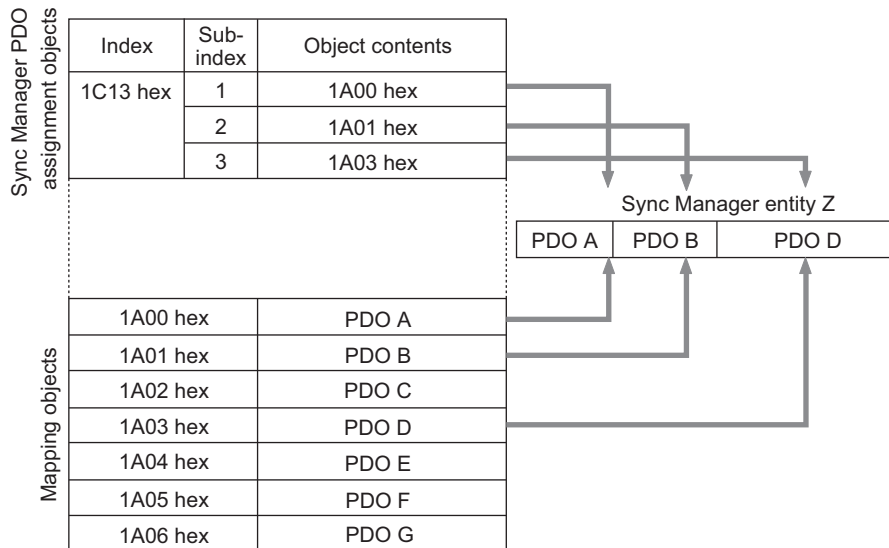 Sync Manager PDO
assignment objects
Index
Sub-
index
Object contents
1C13 hex
1
1A00 hex
2
1A01 hex
3
1A03 hex
Sync Manager entity Z
PDO A
PDO B
PDO D
Mapping objects
1A00 hex
PDO A
1A01 hex
PDO B
1A02 hex
PDO C
1A03 hex
PDO D
1A04 hex
PDO E
1A05 hex
PDO F
1A06 hex
PDO G